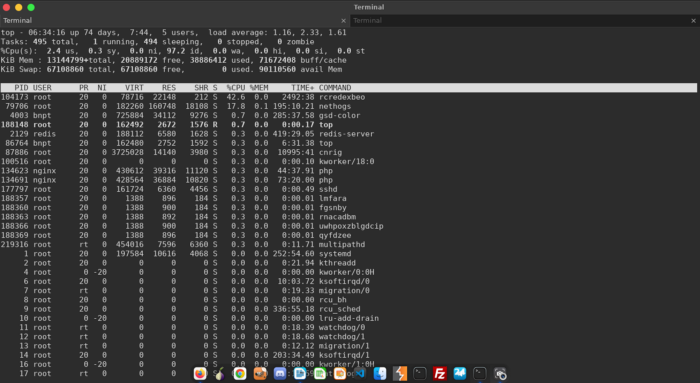 Terminal
Terminal
Terminal
top - 06:34:16 up 74 days,  7:44,  5 users,  load average: 1.16, 2.33, 1.61
Tasks: 495 total,   1 running, 494 sleeping,   0 stopped,   0 zombie
%Cpu(s):  2.4 us,  0.3 sy,  0.0 ni, 97.2 id,  0.0 wa,  0.0 hi,  0.0 si,  0.0 st
KiB Mem : 13144799+total, 20889172 free, 38886412 used, 71672408 buff/cache
KiB Swap: 67108860 total, 67108860 free,        0 used. 90110560 avail Mem
PID USER PR NI VIRT RES SHR S %CPU %MEM TIME+ COMMAND
104173 root 20 0 78716 22148 212 S 42.6 0.0 2492:38 rcredexbeo
79706 root 20 0 182260 160748 18108 S 17.8 0.1 195:10.21 nethogs
4003 bnpt 20 0 725884 34112 9276 S 0.7 0.0 285:37.58 gsd-color
188148 root 20 0 162492 2672 1576 R 0.7 0.0 0:00.17 top
2129 redis 20 0 188112 6580 1628 S 0.3 0.0 419:29.05 redis-server
86764 bnpt 20 0 162480 2752 1592 S 0.3 0.0 6:31.38 top
87886 root 20 0 3725028 14140 3980 S 0.3 0.0 10995:41 cnrig
100516 root 20 0 0 0 0 S 0.3 0.0 0:00.10 kworker/18:0
134623 nginx 20 0 430612 39316 11120 S 0.3 0.0 44:37.91 php
134691 nginx 20 0 428564 36884 10820 S 0.3 0.0 73:20.00 php
177797 root 20 0 161724 6360 4456 S 0.3 0.0 0:00.49 sshd
188357 root 20 0 1388 896 184 S 0.3 0.0 0:00.01 lmfara
188360 root 20 0 1388 900 184 S 0.3 0.0 0:00.01 fgsnby
188363 root 20 0 1388 892 184 S 0.3 0.0 0:00.01 rnacadbm
188366 root 20 0 1388 900 184 S 0.3 0.0 0:00.01 uwhpoxzblgdcip
188369 root 20 0 1388 896 184 S 0.3 0.0 0:00.01 qyfdzee
219316 root rt 0 454016 7596 6360 S 0.3 0.0 0:11.71 multipathd
1 root 20 0 197584 10616 4068 S 0.0 0.0 252:54.60 systemd
2 root 20 0 0 0 0 S 0.0 0.0 0:21.94 kthreadd
4 root 0 -20 0 0 0 S 0.0 0.0 0:00.00 kworker/0:0H
6 root 20 0 0 0 0 S 0.0 0.0 10:03.72 ksoftirqd/0
7 root rt 0 0 0 0 S 0.0 0.0 0:19.33 migration/0
8 root 20 0 0 0 0 S 0.0 0.0 0:00.00 rcu_bh
9 root 20 0 0 0 0 S 0.0 0.0 336:55.18 rcu_sched
10 root 0 -20 0 0 0 S 0.0 0.0 0:00.00 lru-add-drain
11 root rt 0 0 0 0 S 0.0 0.0 0:18.39 watchdog/0
12 root rt 0 0 0 0 S 0.0 0.0 0:18.68 watchdog/1
13 root rt 0 0 0 0 S 0.0 0.0 0:12.12 migration/1
14 root 20 0 0 0 0 S 0.0 0.0 203:34.49 ksoftirqd/1
16 root 0 -20 0 0 0 S 0.0 0.0 0:00.00 kworker/1:0H
17 root rt 0 0